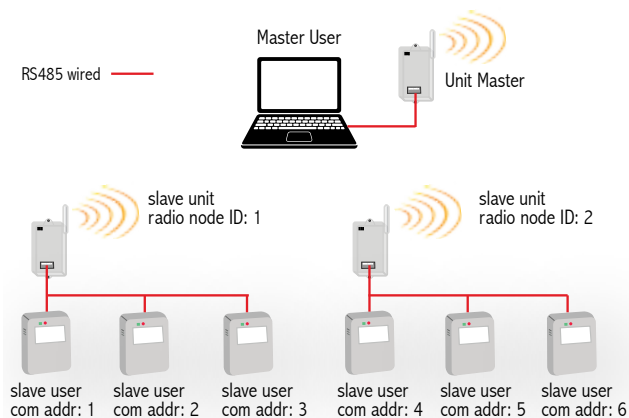 Master User
RS485 wired
Unit Master
slave unit
radio node ID: 1
slave unit
radio node ID: 2
slave user
com addr: 1
slave user
com addr: 2
slave user
com addr: 3
slave user
com addr: 4
slave user
com addr: 5
slave user
com addr: 6